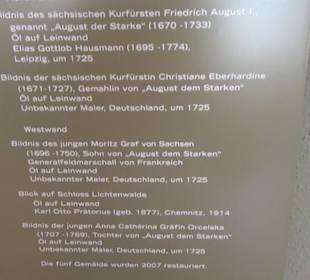 Bildnis des sächsischen Kurfürsten Friedrich August I.,
genannt „August der Starke“ (1670 -1733)
Öl auf Leinwand
Elias Gottlob Hausmann (1695 -1774),
Leipzig, um 1725
Bildnis der sächsischen Kurfürstin Christiane Eberhardine
(1671-1727), Gemahlin von „August dem Starken“
Öl auf Leinwand
Unbekannter Maler, Deutschland, um 1725
Westwand
Bildnis des jungen Moritz Graf von Sachsen
(1696 -1750), Sohn von „August dem Starken“
Generalfeldmarschall von Frankreich
Öl auf Leinwand
Unbekannter Maler, Deutschland, um 1725
Blick auf Schloss Lichtenwalde
Öl auf Leinwand
Karl Otto Prätorius (geb. 1877), Chemnitz, 1914
Bildnis der jungen Anna Cathérina Gräfin Orcelska
(1707 -1769), Tochter von „August dem Starken“
Öl auf Leinwand
Unbekannter Maler, Deutschland, um 1725
Die fünf Gemälde wurden 2007 restauriert.